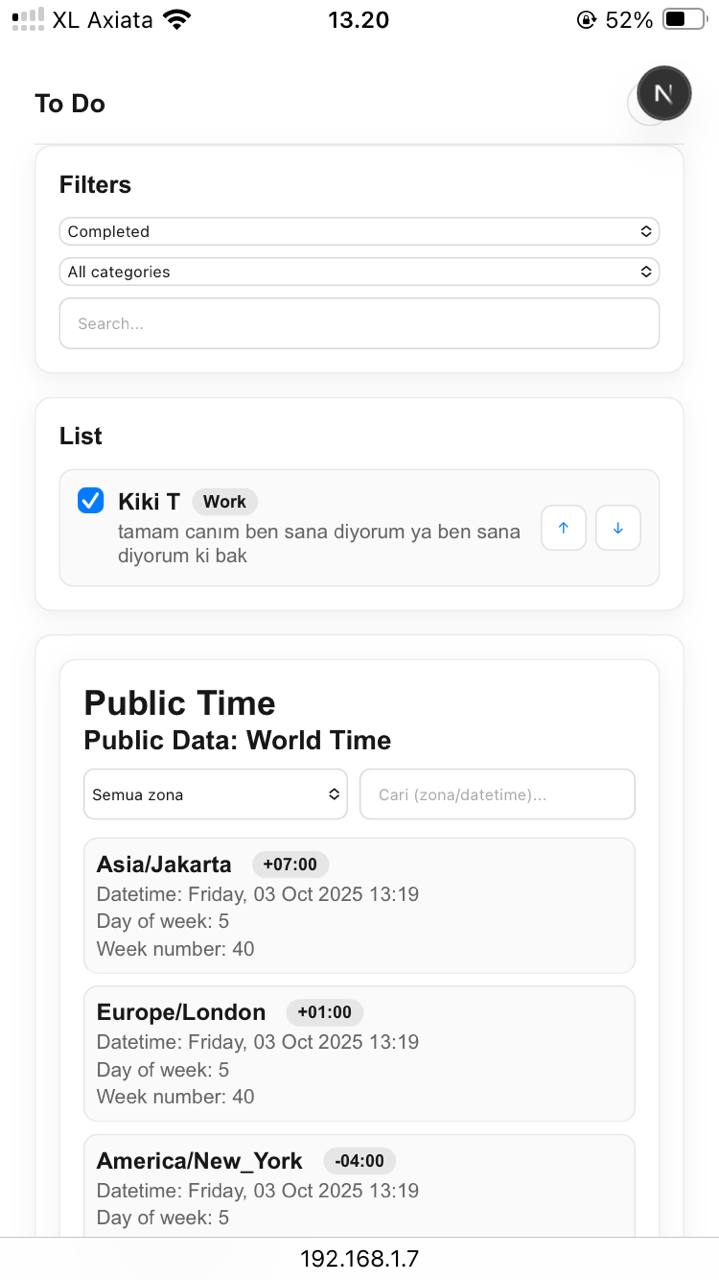 XL Axiata 13.20 52%
To Do N
Filters
Completed
All categories
Search...
List
Kiki T Work
tamam canım ben sana diyorum ya ben sana
diyorum ki bak
↑ ↓
Public Time
Public Data: World Time
Semua zona Cari (zona/datetime)...
Asia/Jakarta +07:00
Datetime: Friday, 03 Oct 2025 13:19
Day of week: 5
Week number: 40
Europe/London +01:00
Datetime: Friday, 03 Oct 2025 13:19
Day of week: 5
Week number: 40
America/New_York -04:00
Datetime: Friday, 03 Oct 2025 13:19
Day of week: 5
192.168.1.7